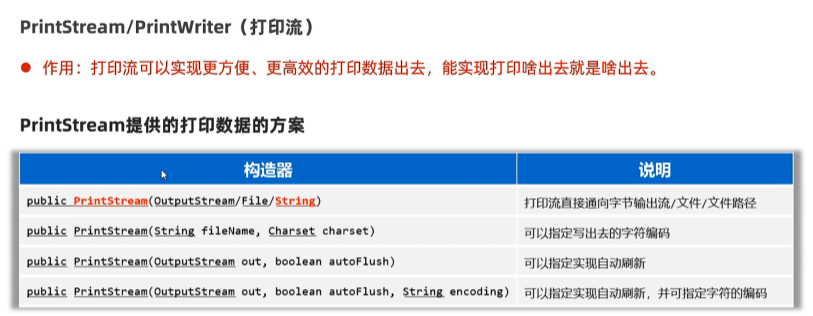 PrintStream/PrintWriter（打印流）
● 作用：打印流可以实现更方便、更高效的打印数据出去，能实现打印啥出去就是啥出去。
PrintStream提供的打印数据的方案
构造器 说明
public PrintStream(OutputStream/File/String) 打印流直接通向字节输出流/文件/文件路径
public PrintStream(String fileName, Charset charset) 可以指定写出去的字符编码
public PrintStream(OutputStream out, boolean autoFlush) 可以指定实现自动刷新
public PrintStream(OutputStream out, boolean autoFlush, String encoding) 可以指定实现自动刷新，并可指定字符的编码